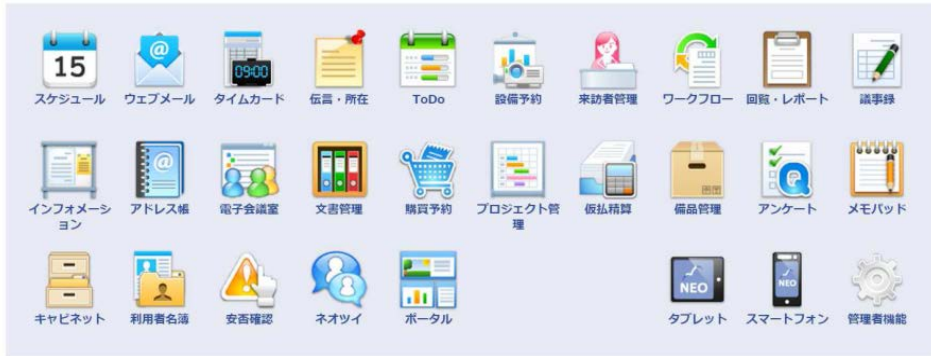 15
スケジュール
@
ウェブメール
09:00
タイムカード
伝言・所在
ToDo
設備予約
来訪者管理
ワークフロー
回覧・レポート
議事録
インフォメーシ
ョン
@
アドレス帳
電子会議室
文書管理
購買予約
プロジェクト管
理
仮払精算
備品管理
Q
アンケート
メモパッド
キャビネット
利用者名簿
安否確認
ネオツイ
ポータル
NEO
タブレット
NEO
スマートフォン
管理者機能